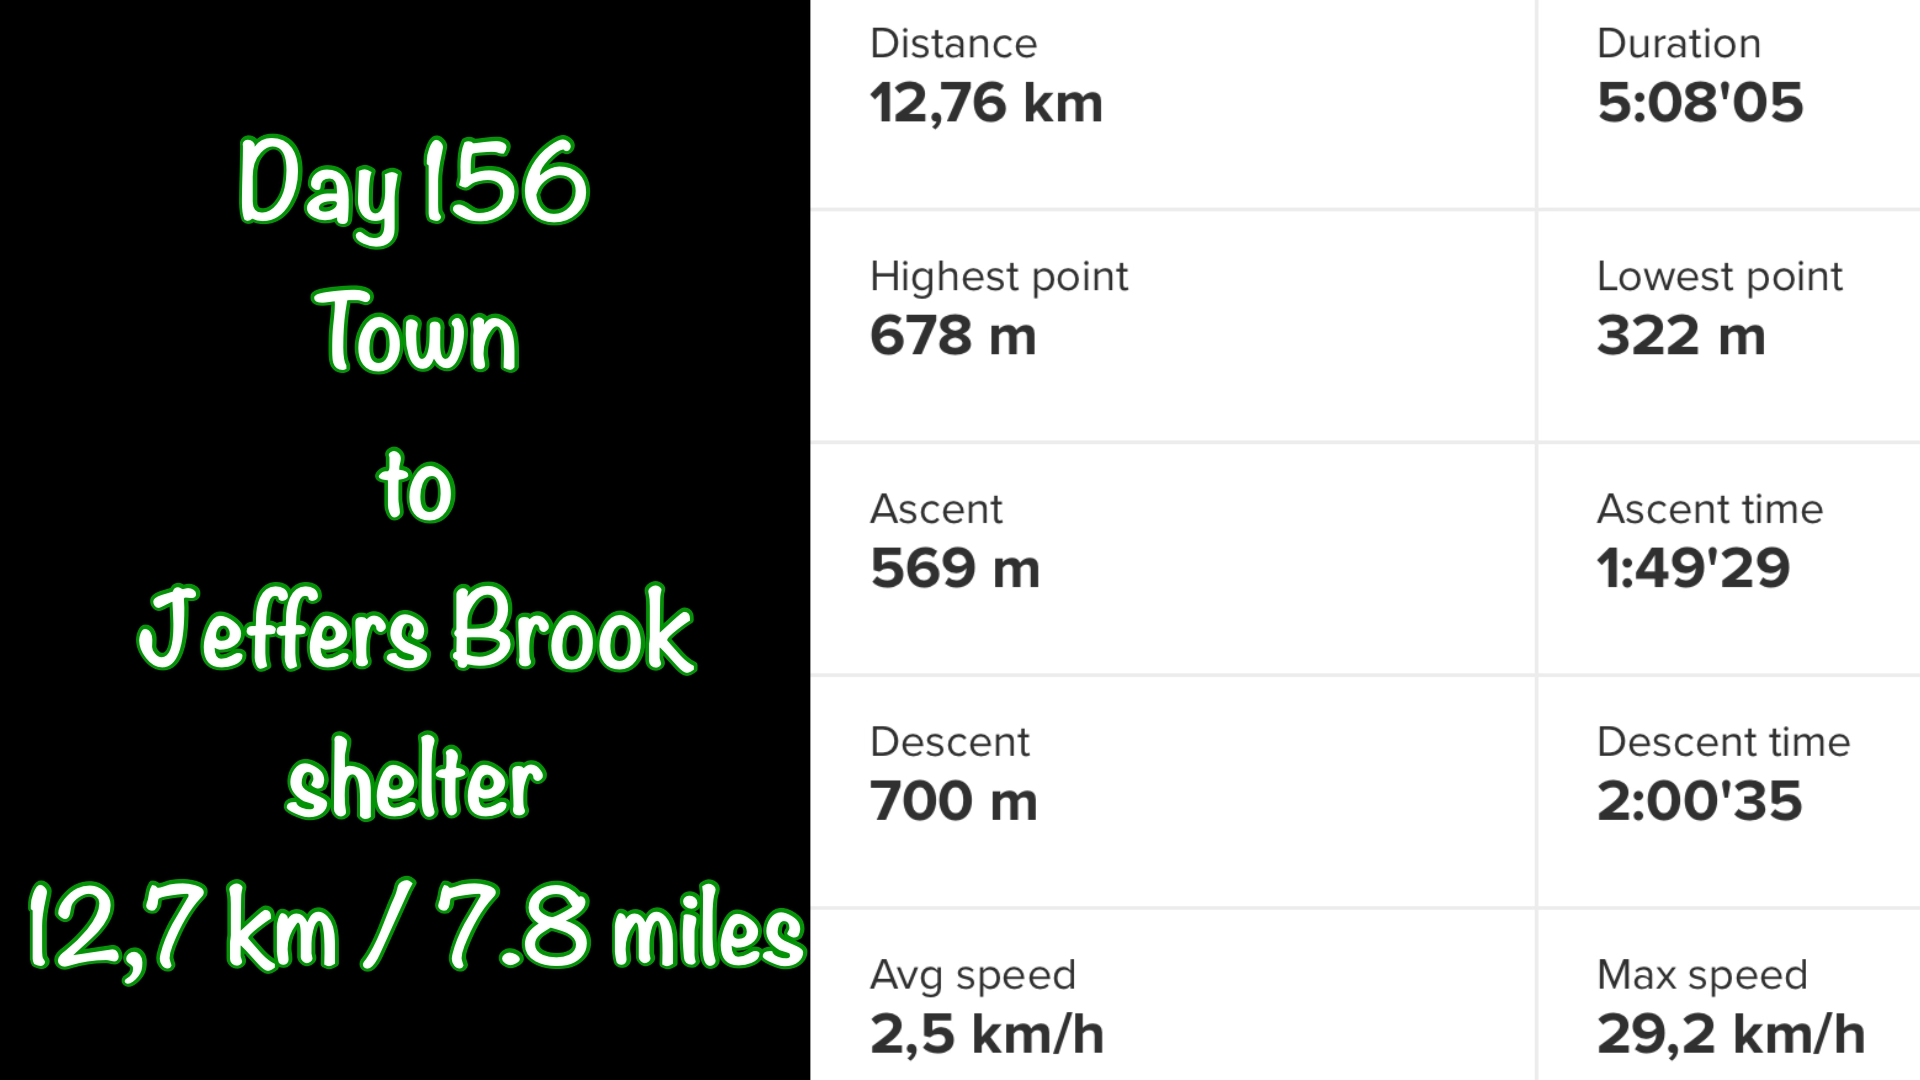 Day 156
Town
to
Jeffers Brook
shelter
12,7 km / 7.8 miles
Distance
12,76 km
Duration
5:08'05
Highest point
678 m
Lowest point
322 m
Ascent
569 m
Ascent time
1:49'29
Descent
700 m
Descent time
2:00'35
Avg speed
2,5 km/h
Max speed
29,2 km/h